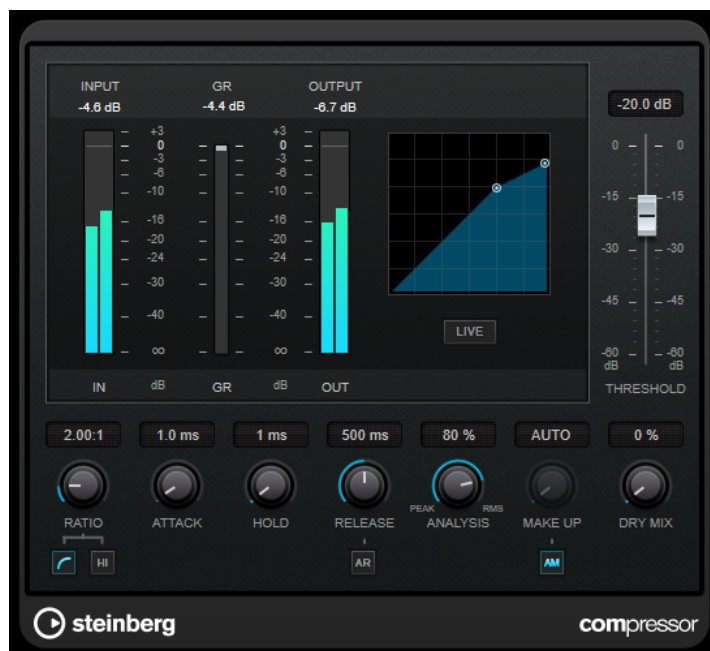 INPUT GR OUTPUT
-4.6 dB -4.4 dB -6.7 dB
-20.0 dB
+3 +3
0 0
-3 -3
-6 -6
-10 -10
-16 -16
-20 -20
-24 -24
-30 -30
-40 -40
∞ ∞
IN dB GR dB OUT
LIVE
0 0
-15 -15
-30 -30
-45 -45
-60 -60
dB dB
THRESHOLD
2.00:1 1.0 ms 1 ms 500 ms 80 % AUTO 0 %
PEAK RMS
RATIO ATTACK HOLD RELEASE ANALYSIS MAKE UP DRY MIX
HI AR AM
steinberg compressor